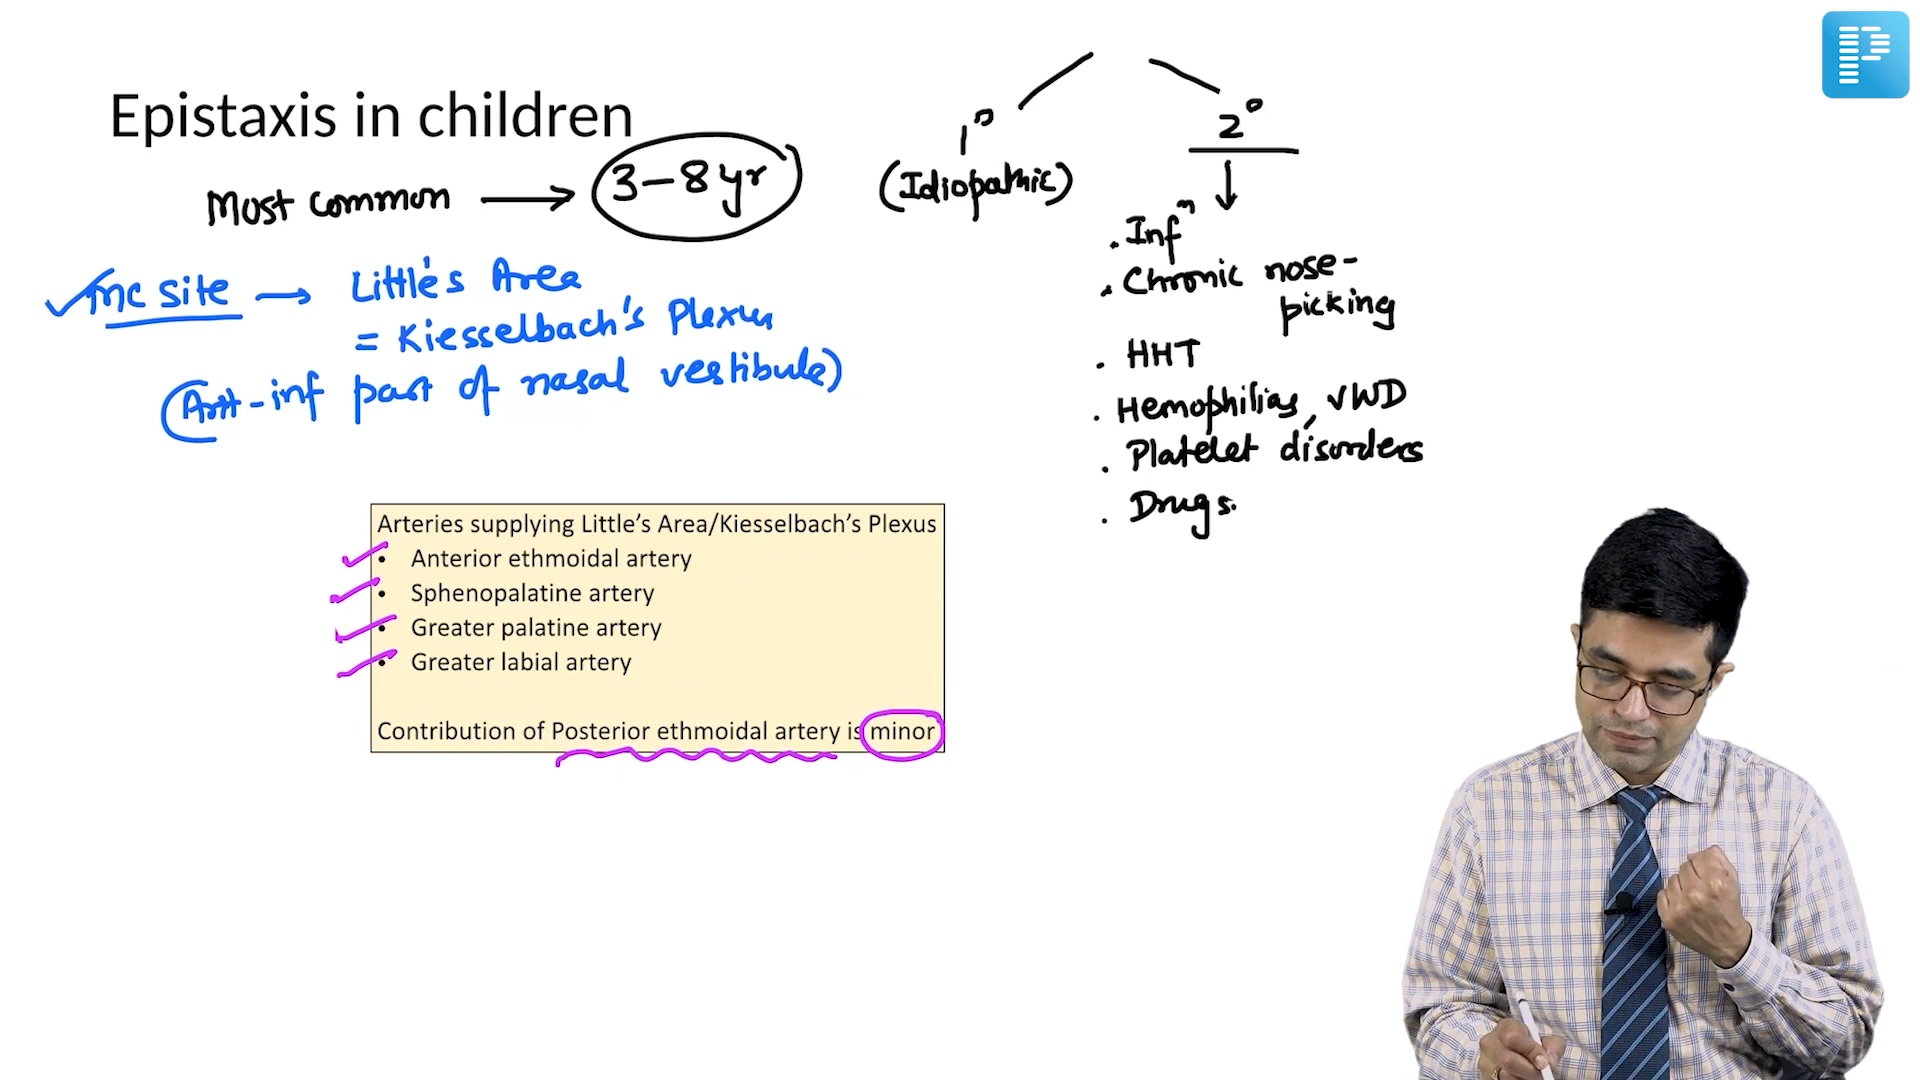 Epistaxis in children
Most common → 3-8 yr
MC site → Little's Area
= Kiesselbach's Plexus
(Ant-inf part of nasal vestibule)
1°
(Idiopathic)
2°
. Infⁿ
. Chronic nose-
picking
. HHT
. Hemophilias, vWD
. Platelet disorders
. Drugs.
Arteries supplying Little's Area/Kiesselbach's Plexus
• Anterior ethmoidal artery
• Sphenopalatine artery
• Greater palatine artery
• Greater labial artery
Contribution of Posterior ethmoidal artery is minor
P